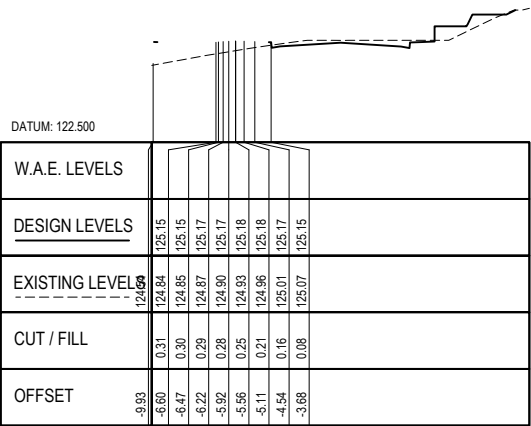 DATUM: 122.500
W.A.E. LEVELS
DESIGN LEVELS 125.15 125.15 125.17 125.17 125.18 125.18 125.17 125.15
EXISTING LEVELS 124.84 124.85 124.87 124.90 124.93 124.96 125.01 125.07
CUT / FILL 0.31 0.30 0.29 0.28 0.25 0.21 0.16 0.08
OFFSET -9.93 -6.60 -6.47 -6.22 -5.92 -5.56 -5.11 -4.54 -3.68